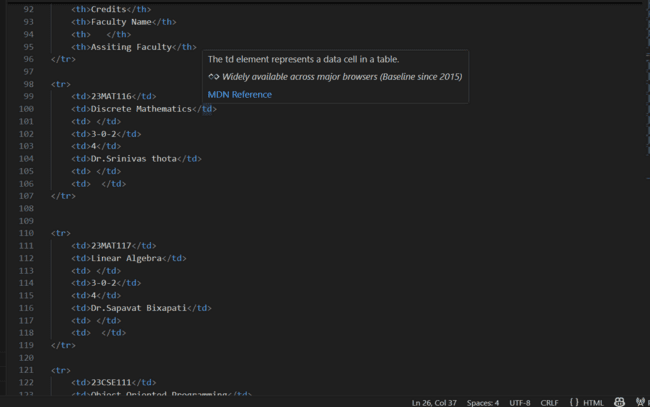 92 <th>Credits</th>
93 <th>Faculty Name</th>
94 <th>   </th>
95 <th>Assiting Faculty</th>
96 </tr>
The td element represents a data cell in a table.
Widely available across major browsers (Baseline since 2015)
MDN Reference
97
98 <tr>
99 <td>23MAT116</td>
100 <td>Discrete Mathematics</td>
101 <td> </td>
102 <td>3-0-2</td>
103 <td>4</td>
104 <td>Dr.Srinivas thota</td>
105 <td> </td>
106 <td>  </td>
107 </tr>
108
109
110 <tr>
111 <td>23MAT117</td>
112 <td>Linear Algebra</td>
113 <td> </td>
114 <td>3-0-2</td>
115 <td>4</td>
116 <td>Dr.Sapavat Bixapati</td>
117 <td> </td>
118 <td>  </td>
119 </tr>
120
121 <tr>
122 <td>23CSE111</td>
123 <td>Object Oriented Programming</td>
Ln 26, Col 37 Spaces: 4 UTF-8 CRLF {} HTML